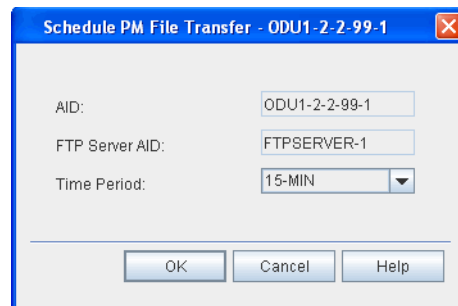 Schedule PM File Transfer - ODU1-2-2-99-1
AID: ODU1-2-2-99-1
FTP Server AID: FTPSERVER-1
Time Period: 15-MIN
OK Cancel Help